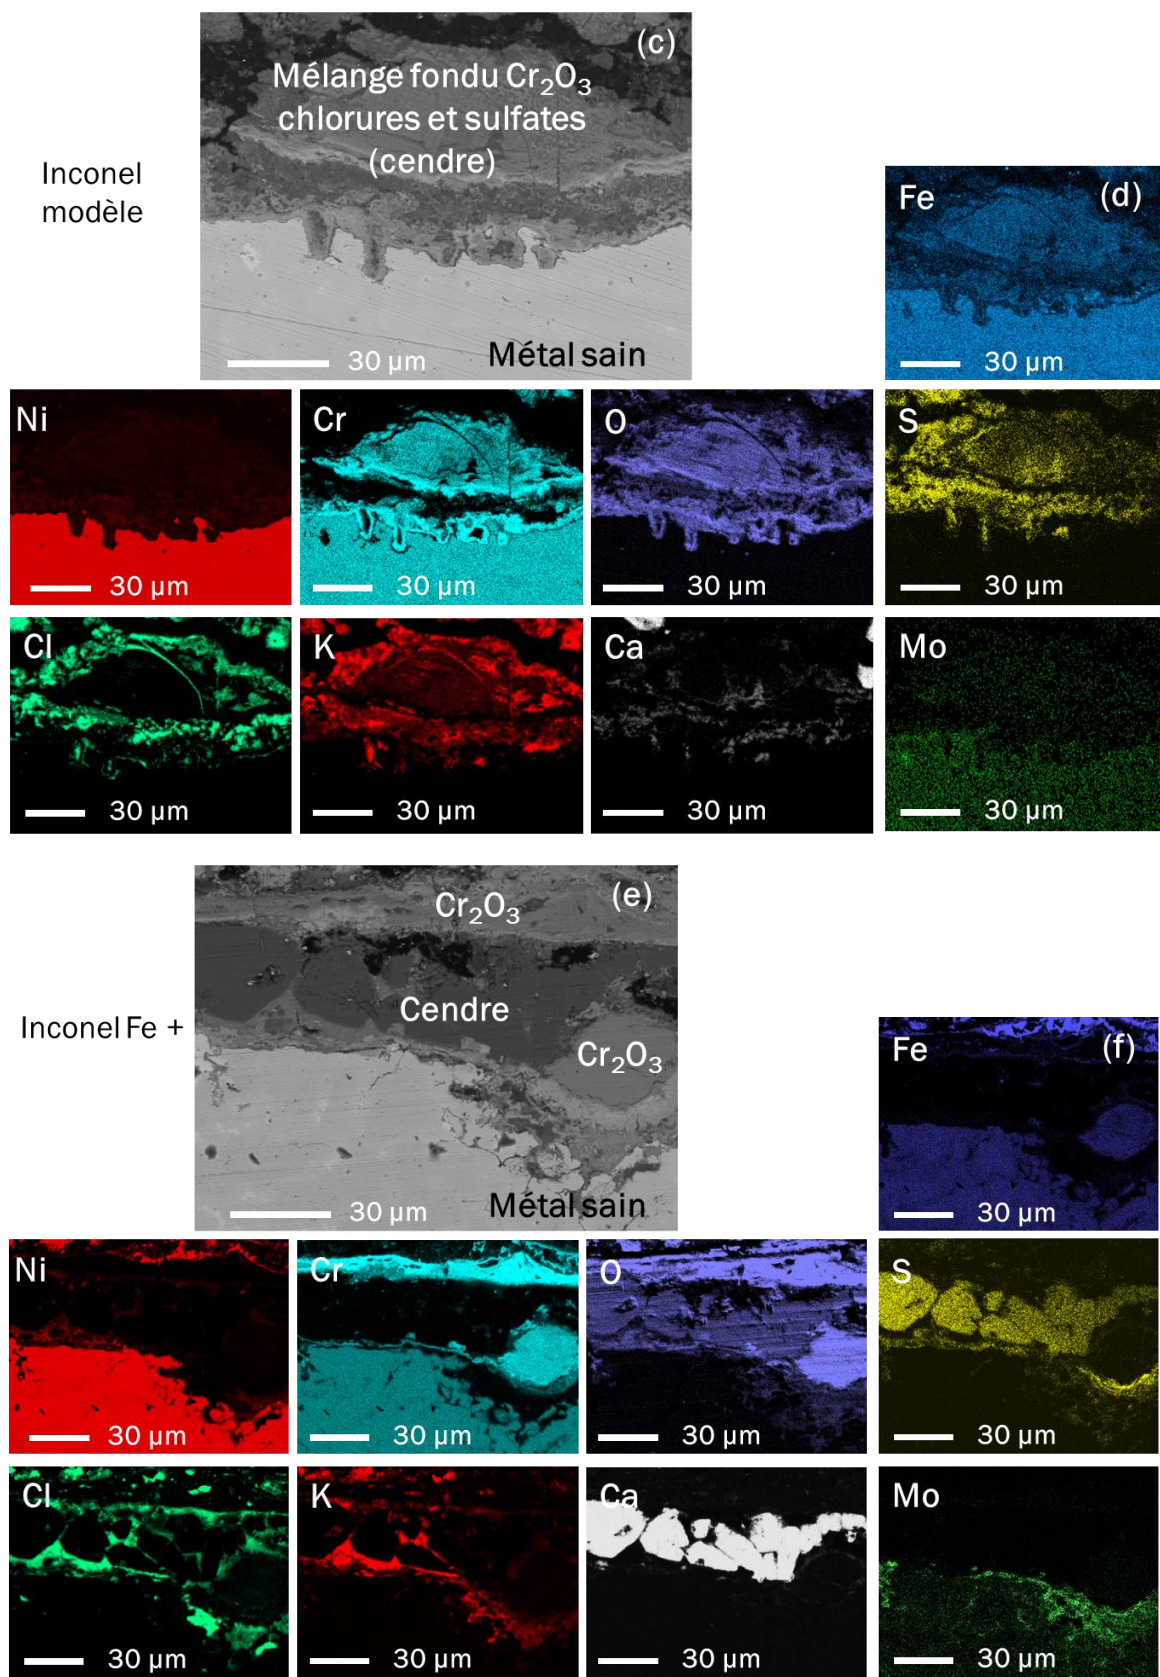 (c)
Mélange fondu Cr₂O₃
chlorures et sulfates
(cendre)
Inconel
modèle
Métal sain
30 µm
Fe
(d)
30 µm
Ni
30 µm
Cr
30 µm
O
30 µm
S
30 µm
Cl
30 µm
K
30 µm
Ca
30 µm
Mo
30 µm
Cr₂O₃
(e)
Cendre
Cr₂O₃
Inconel Fe +
Métal sain
30 µm
Fe
(f)
30 µm
Ni
30 µm
Cr
30 µm
O
30 µm
S
30 µm
Cl
30 µm
K
30 µm
Ca
30 µm
Mo
30 µm